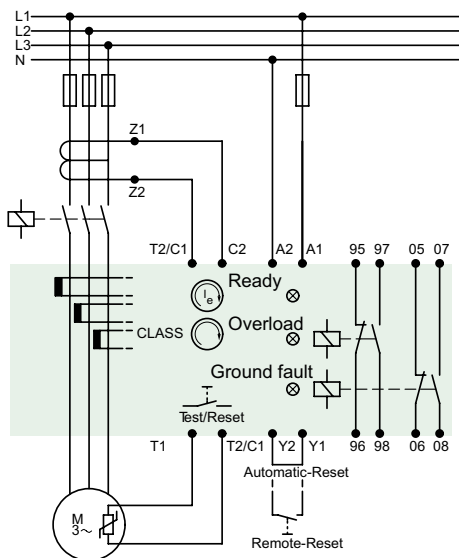 L1
L2
L3
N
Z1
Z2
T2/C1 C2 A2 A1 95 97 05 07
Ready
Ie
Overload
CLASS
Ground fault
Test/Reset
T1 T2/C1 Y2 Y1 96 98 06 08
Automatic-Reset
M
3~
Remote-Reset